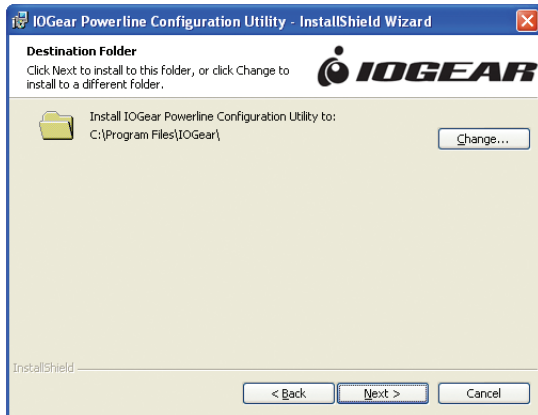 IOGear Powerline Configuration Utility - InstallShield Wizard
Destination Folder
Click Next to install to this folder, or click Change to
install to a different folder.
IOGEAR
Install IOGear Powerline Configuration Utility to:
C:\Program Files\IOGear\
Change...
InstallShield
< Back
Next >
Cancel